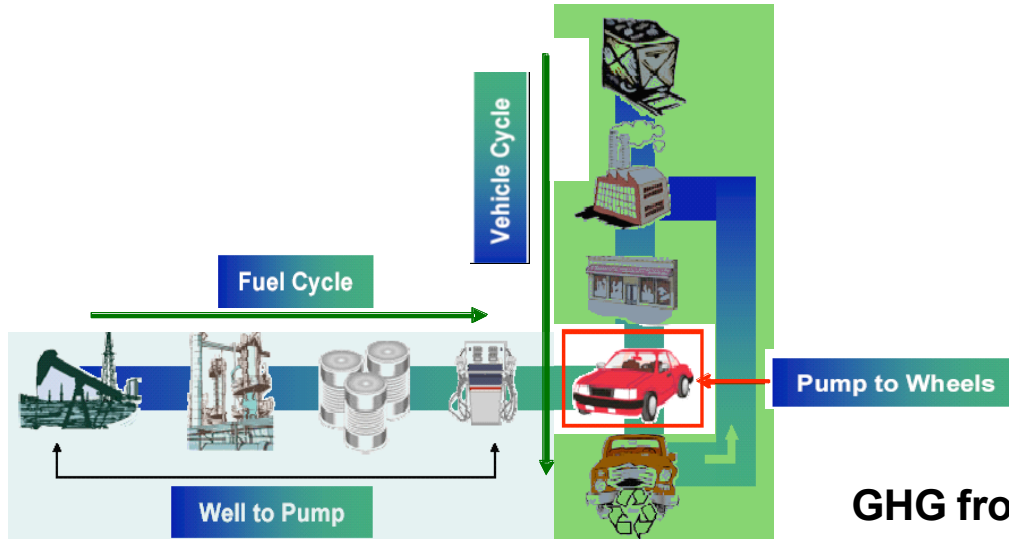 Vehicle Cycle
Fuel Cycle
Pump to Wheels
Well to Pump
GHG fro